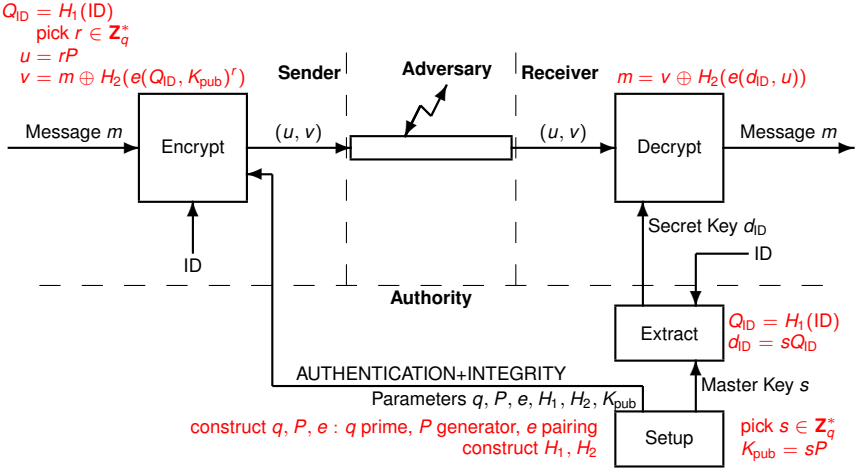 Q_ID = H_1(ID)
pick r ∈ Z_q^*
u = rP
v = m ⊕ H_2(e(Q_ID, K_pub)^r)
Sender
Adversary
Receiver
m = v ⊕ H_2(e(d_ID, u))
Message m
Encrypt
(u, v)
(u, v)
Decrypt
Message m
Secret Key d_ID
ID
ID
Authority
Extract
Q_ID = H_1(ID)
d_ID = sQ_ID
AUTHENTICATION+INTEGRITY
Master Key s
Parameters q, P, e, H_1, H_2, K_pub
construct q, P, e : q prime, P generator, e pairing
construct H_1, H_2
Setup
pick s ∈ Z_q^*
K_pub = sP